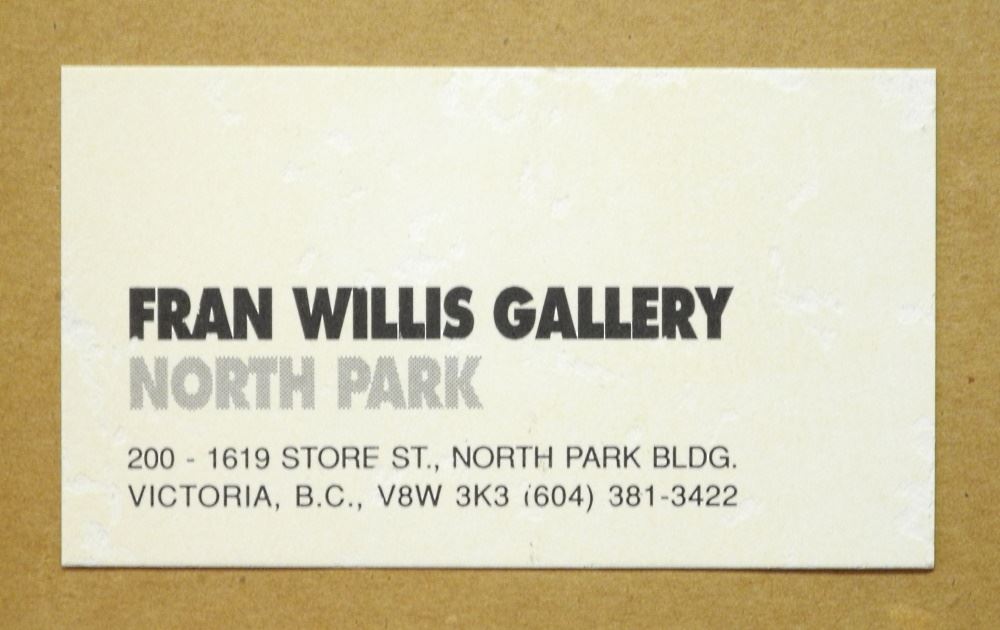 FRAN WILLIS GALLERY
NORTH PARK
200 - 1619 STORE ST., NORTH PARK BLDG.
VICTORIA, B.C., V8W 3K3 (604) 381-3422